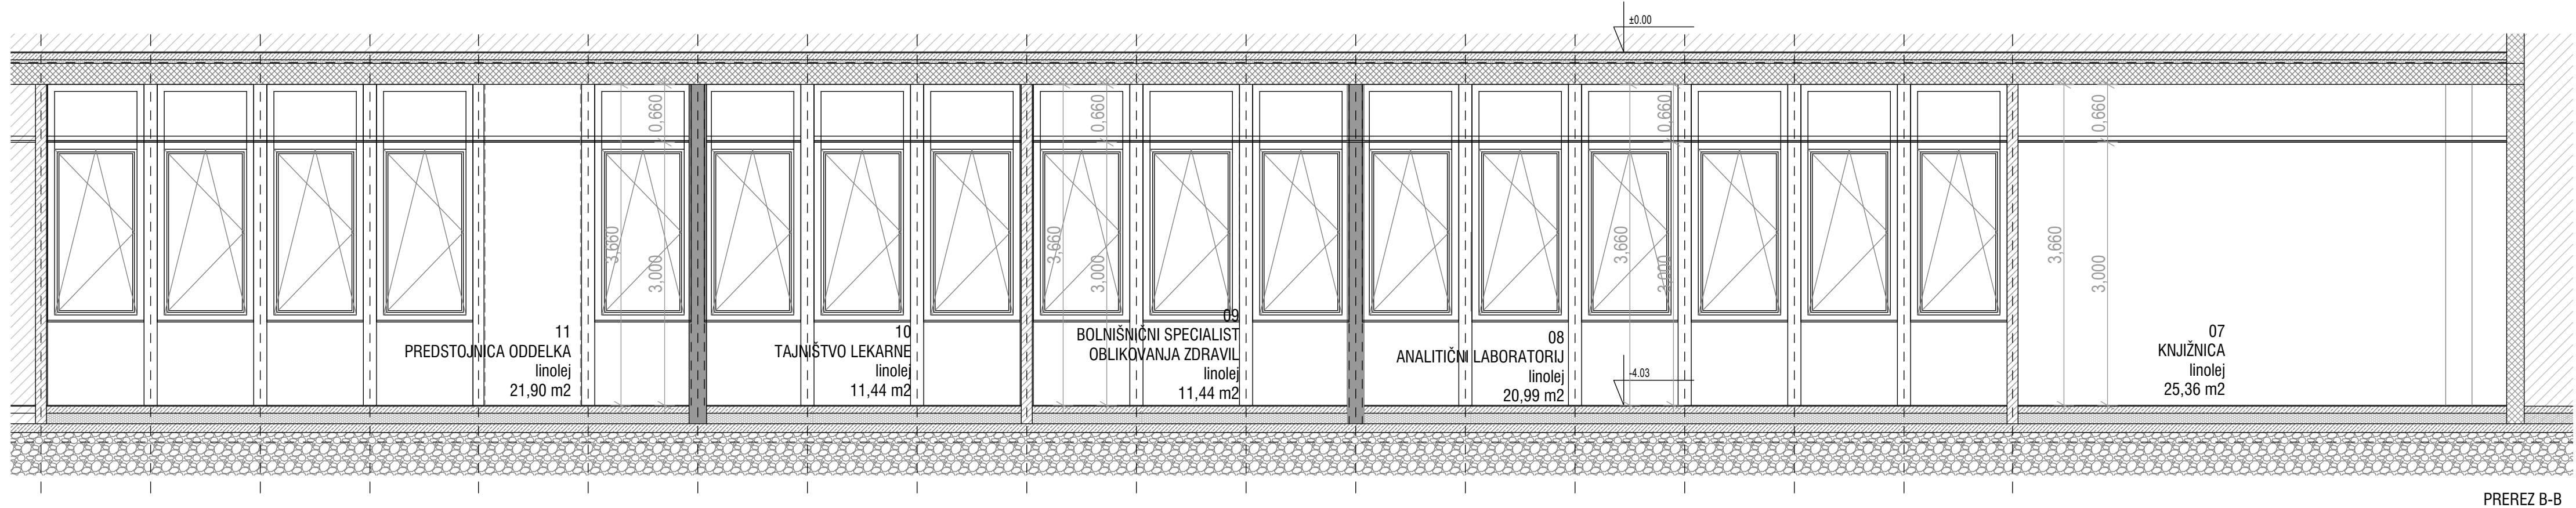 ±0.00
0,660
3,660
3,000
11
PREDSTOJNICA ODDELKA
linolej
21,90 m2
10
TAJNIŠTVO LEKARNE
linolej
11,44 m2
0,660
3,660
3,000
09
BOLNIŠNIČNI SPECIALIST
OBLIKOVANJA ZDRAVIL
linolej
11,44 m2
0,660
3,660
3,000
08
ANALITIČNI LABORATORIJ
linolej
20,99 m2
-4.03
0,660
3,660
3,000
07
KNJIŽNICA
linolej
25,36 m2
PREREZ B-B